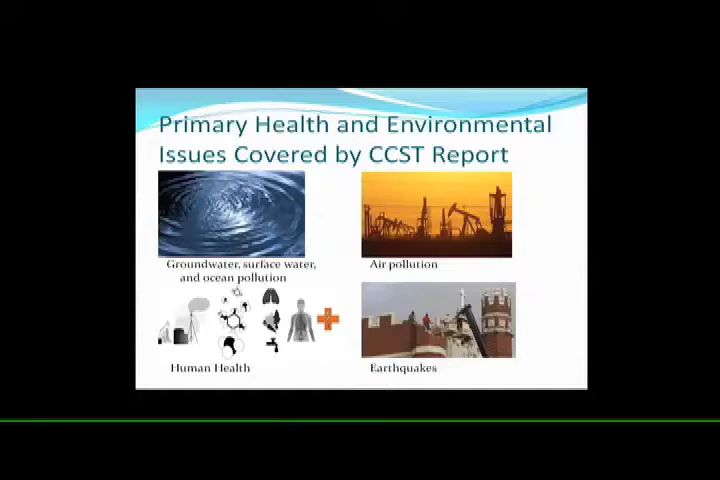 Primary Health and Environmental
Issues Covered by CCST Report
Groundwater, surface water,
and ocean pollution
Air pollution
Human Health
Earthquakes